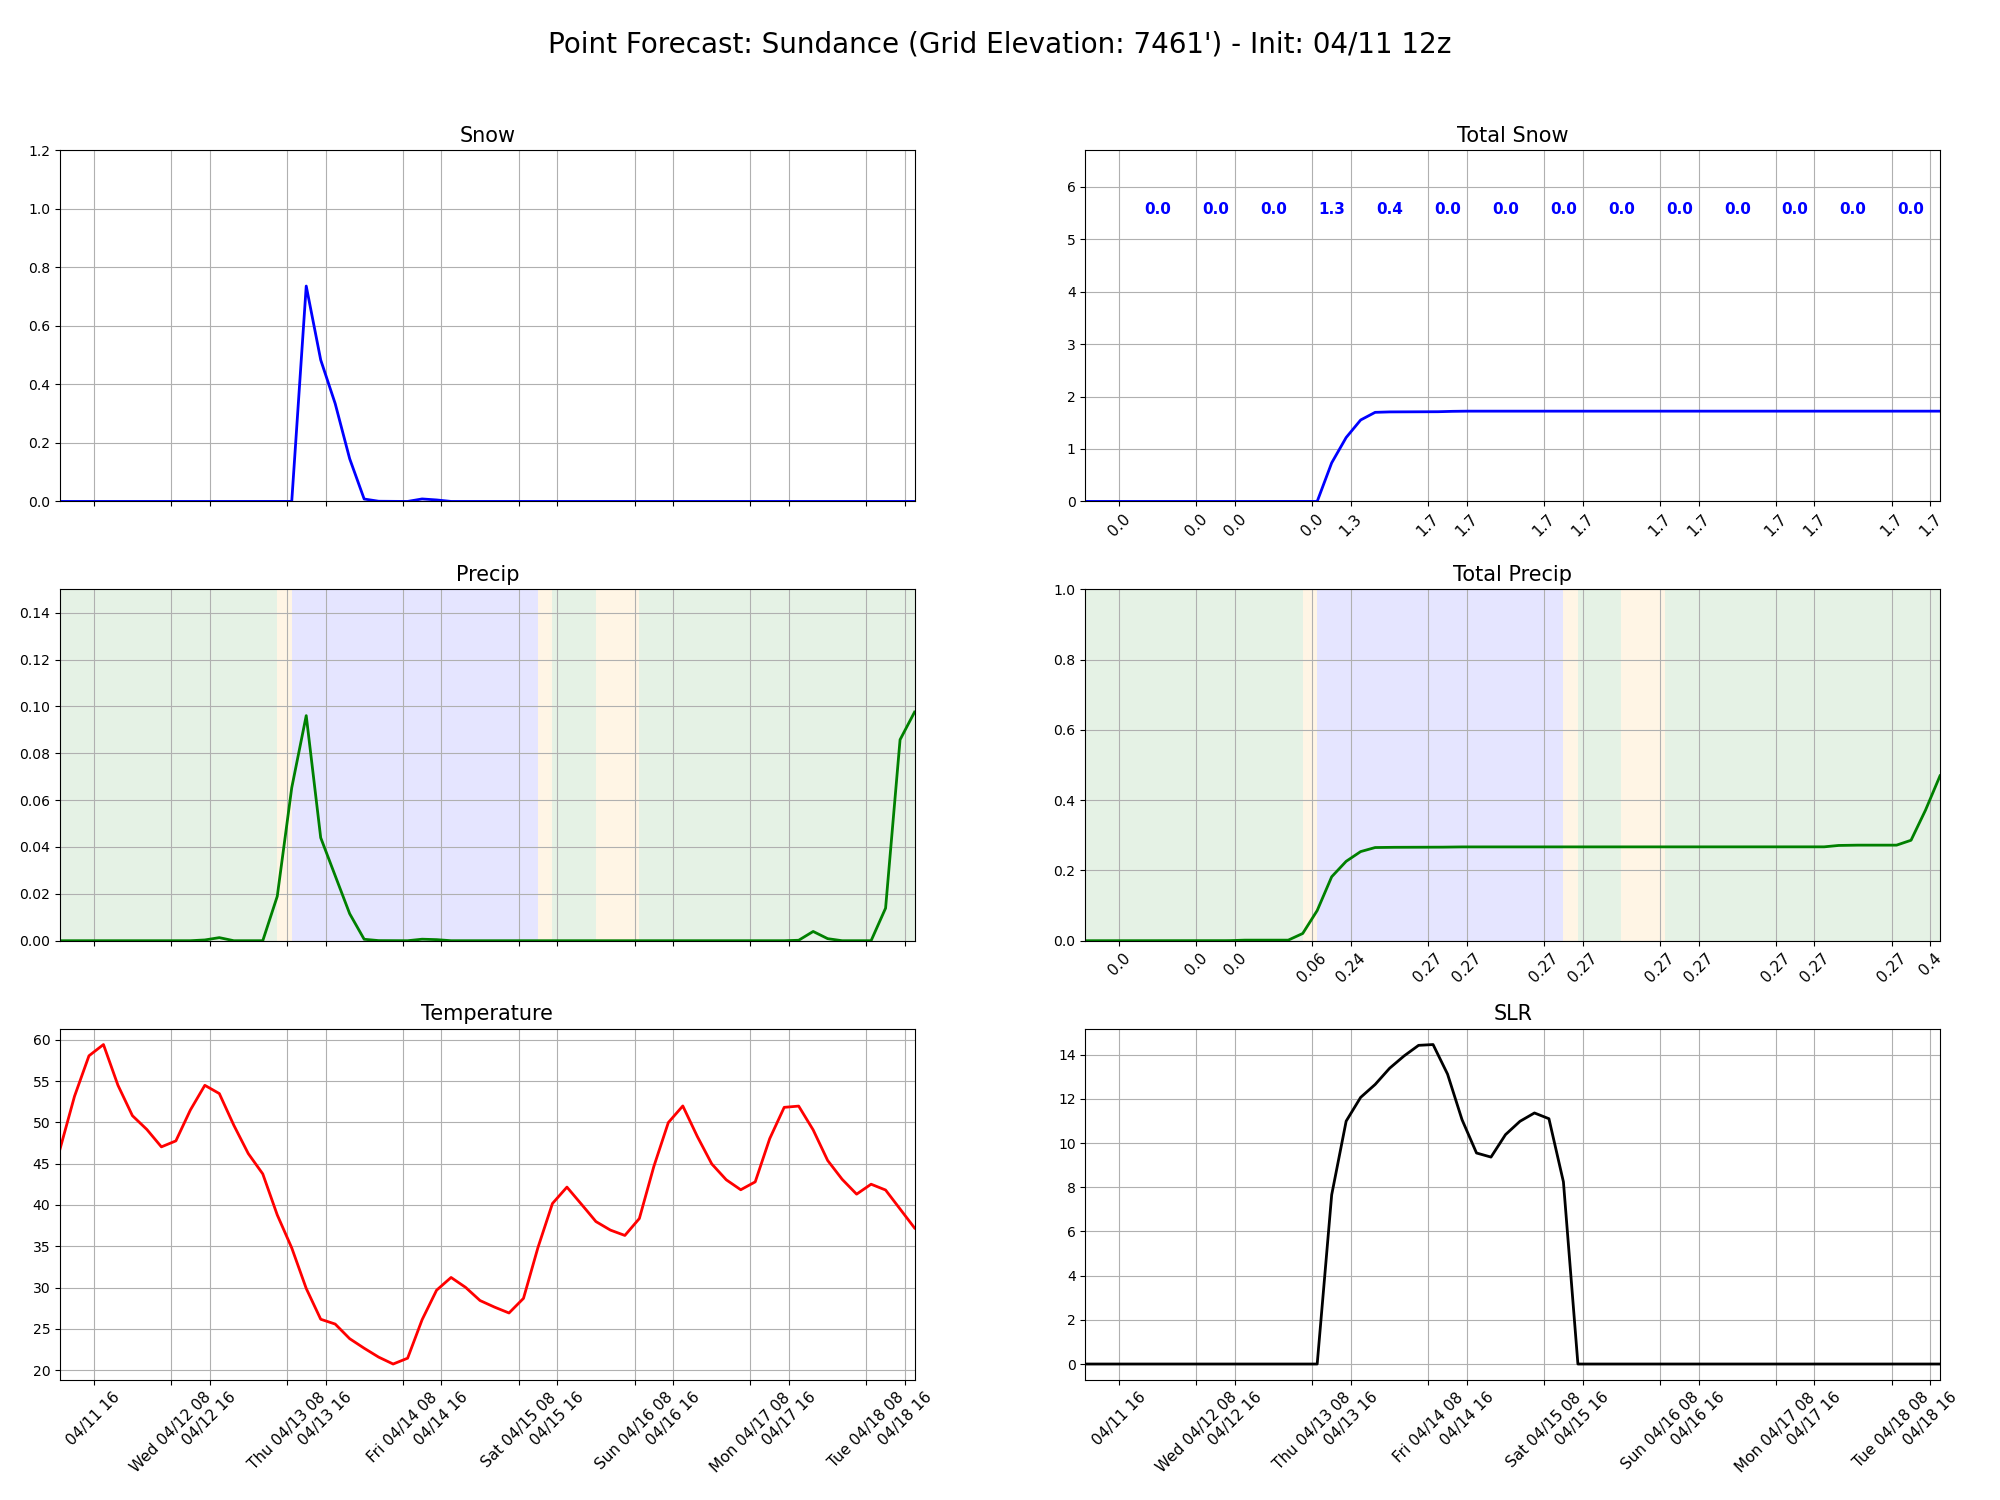 Point Forecast: Sundance (Grid Elevation: 7461') - Init: 04/11 12z
Snow
1.2
1.0
0.8
0.6
0.4
0.2
0.0
Total Snow
6
5
4
3
2
1
0
0.0 0.0 0.0 1.3 0.4 0.0 0.0 0.0 0.0 0.0 0.0 0.0 0.0 0.0
0.0 0.0 0.0 0.0 1.3 1.7 1.7 1.7 1.7 1.7 1.7 1.7 1.7 1.7 1.7
Precip
0.14
0.12
0.10
0.08
0.06
0.04
0.02
0.00
Total Precip
1.0
0.8
0.6
0.4
0.2
0.0
0.0 0.0 0.0 0.06 0.24 0.27 0.27 0.27 0.27 0.27 0.27 0.27 0.27 0.27 0.4
Temperature
60
55
50
45
40
35
30
25
20
04/11 16
Wed 04/12 08
04/12 16
Thu 04/13 08
04/13 16
Fri 04/14 08
04/14 16
Sat 04/15 08
04/15 16
Sun 04/16 08
04/16 16
Mon 04/17 08
04/17 16
Tue 04/18 08
04/18 16
SLR
14
12
10
8
6
4
2
0
04/11 16
Wed 04/12 08
04/12 16
Thu 04/13 08
04/13 16
Fri 04/14 08
04/14 16
Sat 04/15 08
04/15 16
Sun 04/16 08
04/16 16
Mon 04/17 08
04/17 16
Tue 04/18 08
04/18 16